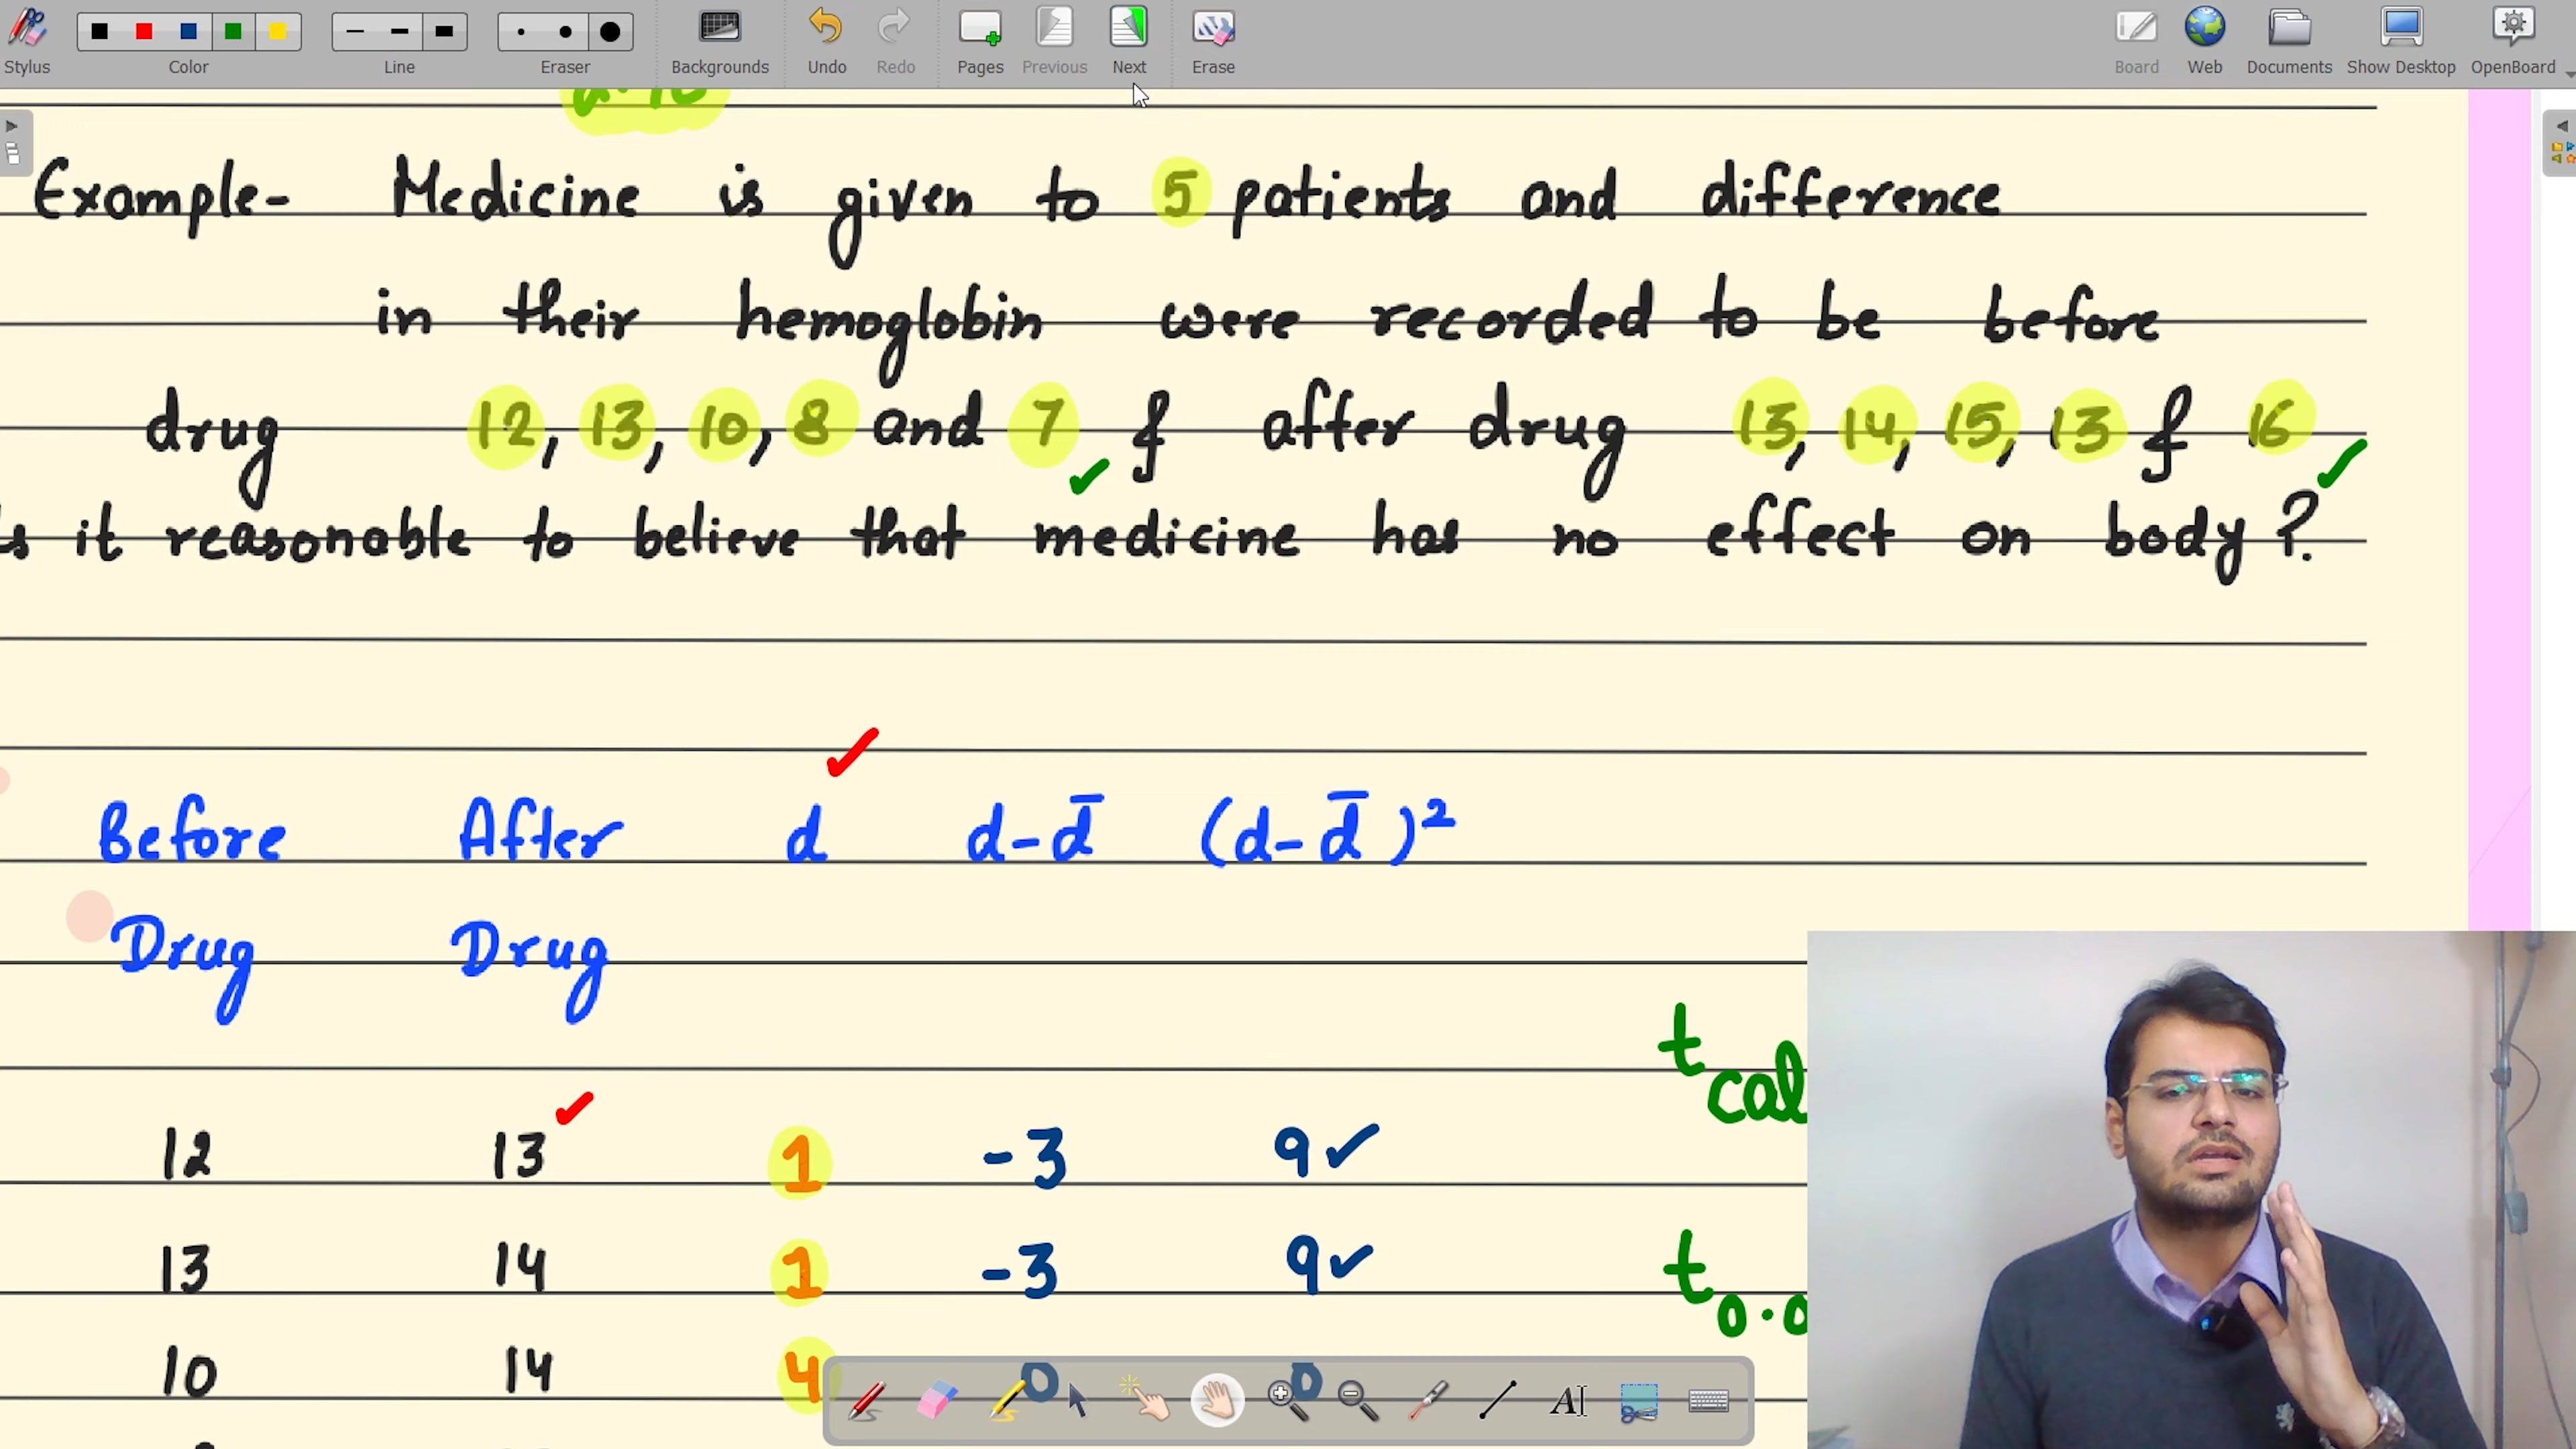 Stylus Color Line Eraser Backgrounds Undo Redo Pages Previous Next Erase Board Web Documents Show Desktop OpenBoard
Example- Medicine is given to 5 patients and difference
in their hemoglobin were recorded to be before
drug 12, 13, 10, 8 and 7 & after drug 13, 14, 15, 13 & 16
it reasonable to believe that medicine has no effect on body?
Before After d d-d̄ (d-d̄)²
Drug Drug
t cal
12 13 1 -3 9
13 14 1 -3 9
t 0.0
10 14 4 0 0
AI